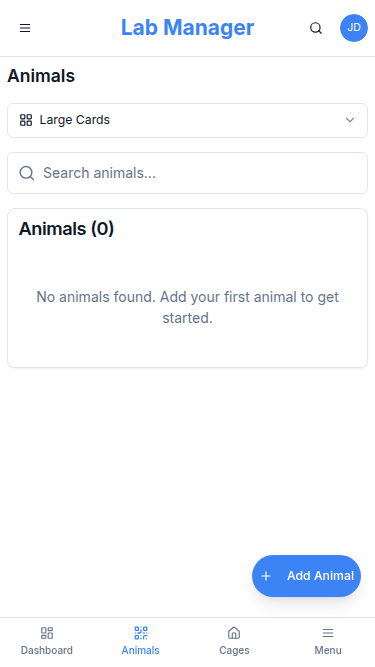 Lab Manager
JD
Animals
Large Cards
Search animals...
Animals (0)
No animals found. Add your first animal to get
started.
Add Animal
Dashboard
Animals
Cages
Menu